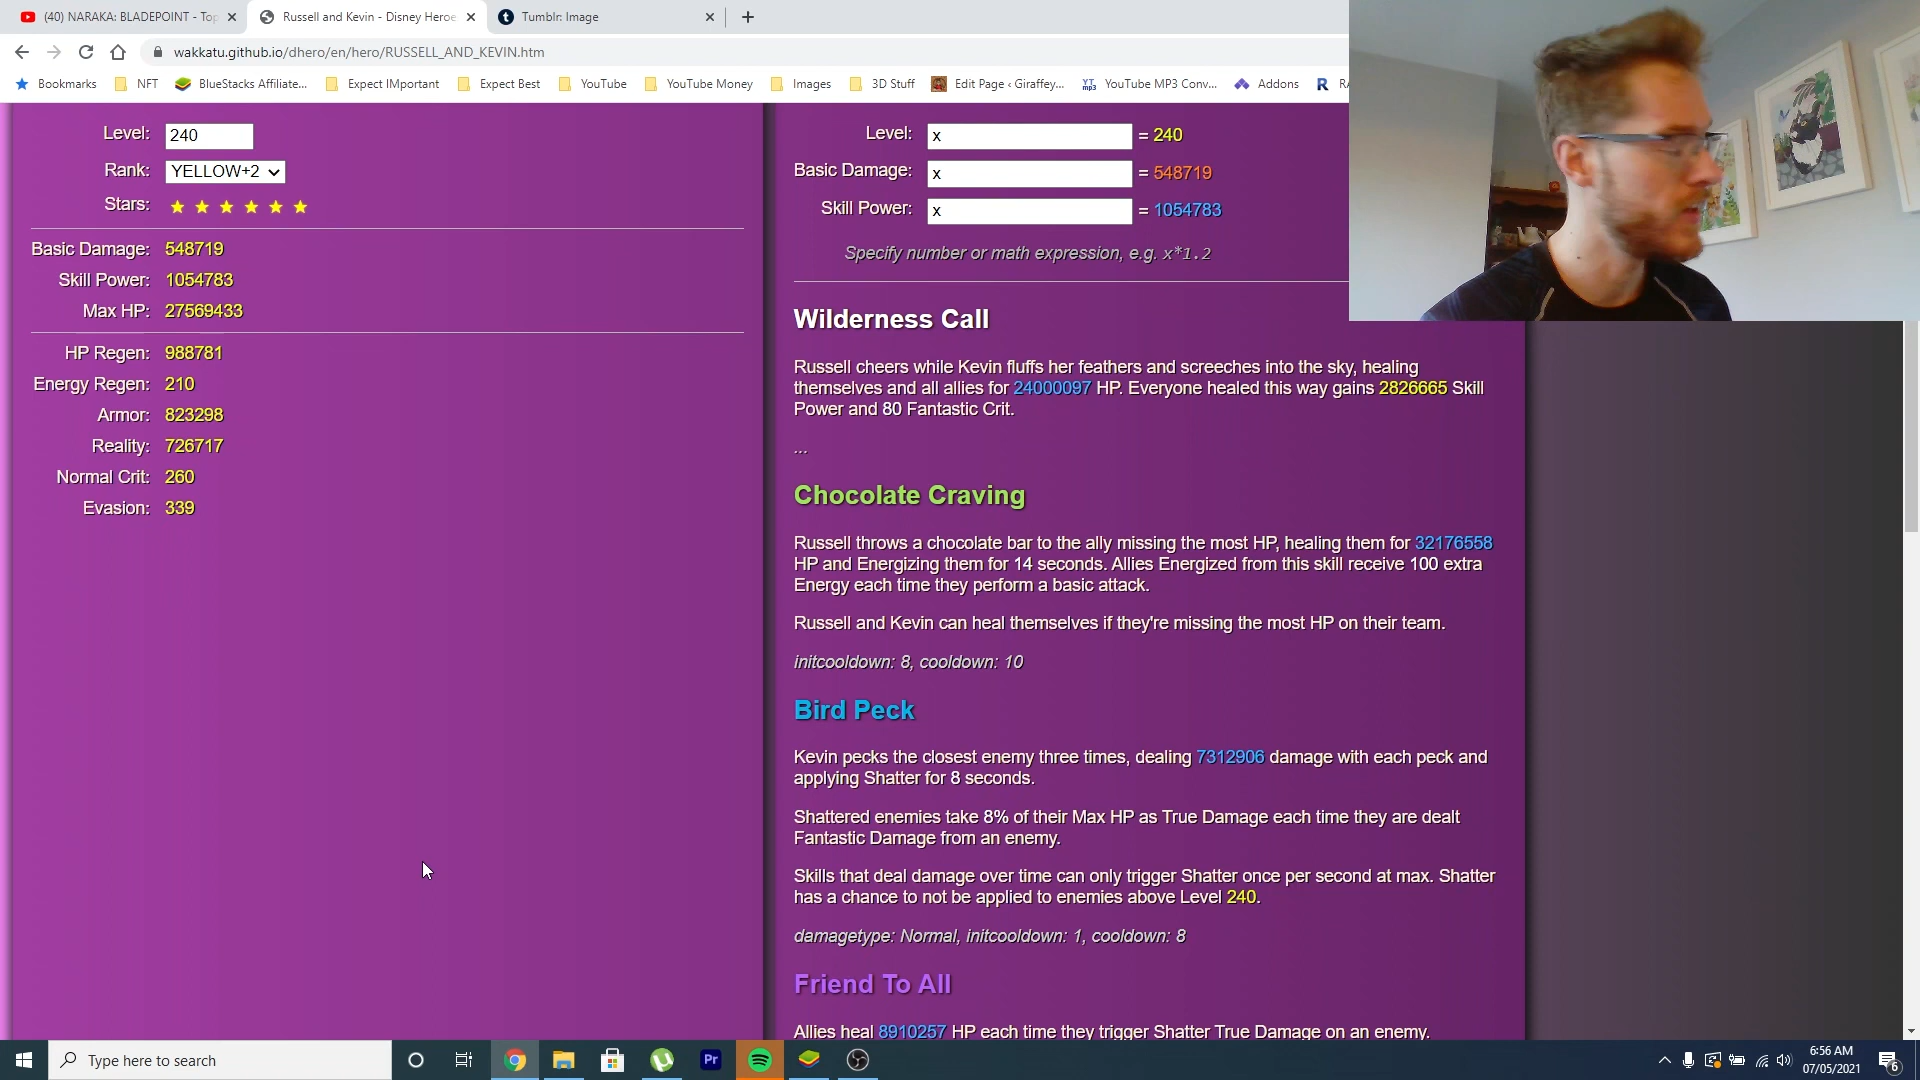 (40) NARAKA: BLADEPOINT - Top
Russell and Kevin - Disney Heroe
Tumblr: Image
wakkatu.github.io/dhero/en/hero/RUSSELL_AND_KEVIN.htm
Bookmarks NFT BlueStacks Affiliate... Expect IMportant Expect Best YouTube YouTube Money Images 3D Stuff Edit Page ‹ Giraffey... YouTube MP3 Conv... Addons
Level: 240
Rank: YELLOW+2
Stars: ★ ★ ★ ★ ★ ★
Basic Damage: 548719
Skill Power: 1054783
Max HP: 27569433
HP Regen: 988781
Energy Regen: 210
Armor: 823298
Reality: 726717
Normal Crit: 260
Evasion: 339
Level: x = 240
Basic Damage: x = 548719
Skill Power: x = 1054783
Specify number or math expression, e.g. x*1.2
Wilderness Call
Russell cheers while Kevin fluffs her feathers and screeches into the sky, healing
themselves and all allies for 24000097 HP. Everyone healed this way gains 2826665 Skill
Power and 80 Fantastic Crit.
...
Chocolate Craving
Russell throws a chocolate bar to the ally missing the most HP, healing them for 32176558
HP and Energizing them for 14 seconds. Allies Energized from this skill receive 100 extra
Energy each time they perform a basic attack.
Russell and Kevin can heal themselves if they're missing the most HP on their team.
initcooldown: 8, cooldown: 10
Bird Peck
Kevin pecks the closest enemy three times, dealing 7312906 damage with each peck and
applying Shatter for 8 seconds.
Shattered enemies take 8% of their Max HP as True Damage each time they are dealt
Fantastic Damage from an enemy.
Skills that deal damage over time can only trigger Shatter once per second at max. Shatter
has a chance to not be applied to enemies above Level 240.
damagetype: Normal, initcooldown: 1, cooldown: 8
Friend To All
Allies heal 8910257 HP each time they trigger Shatter True Damage on an enemy.
Type here to search
Pr
6:56 AM
07/05/2021
6